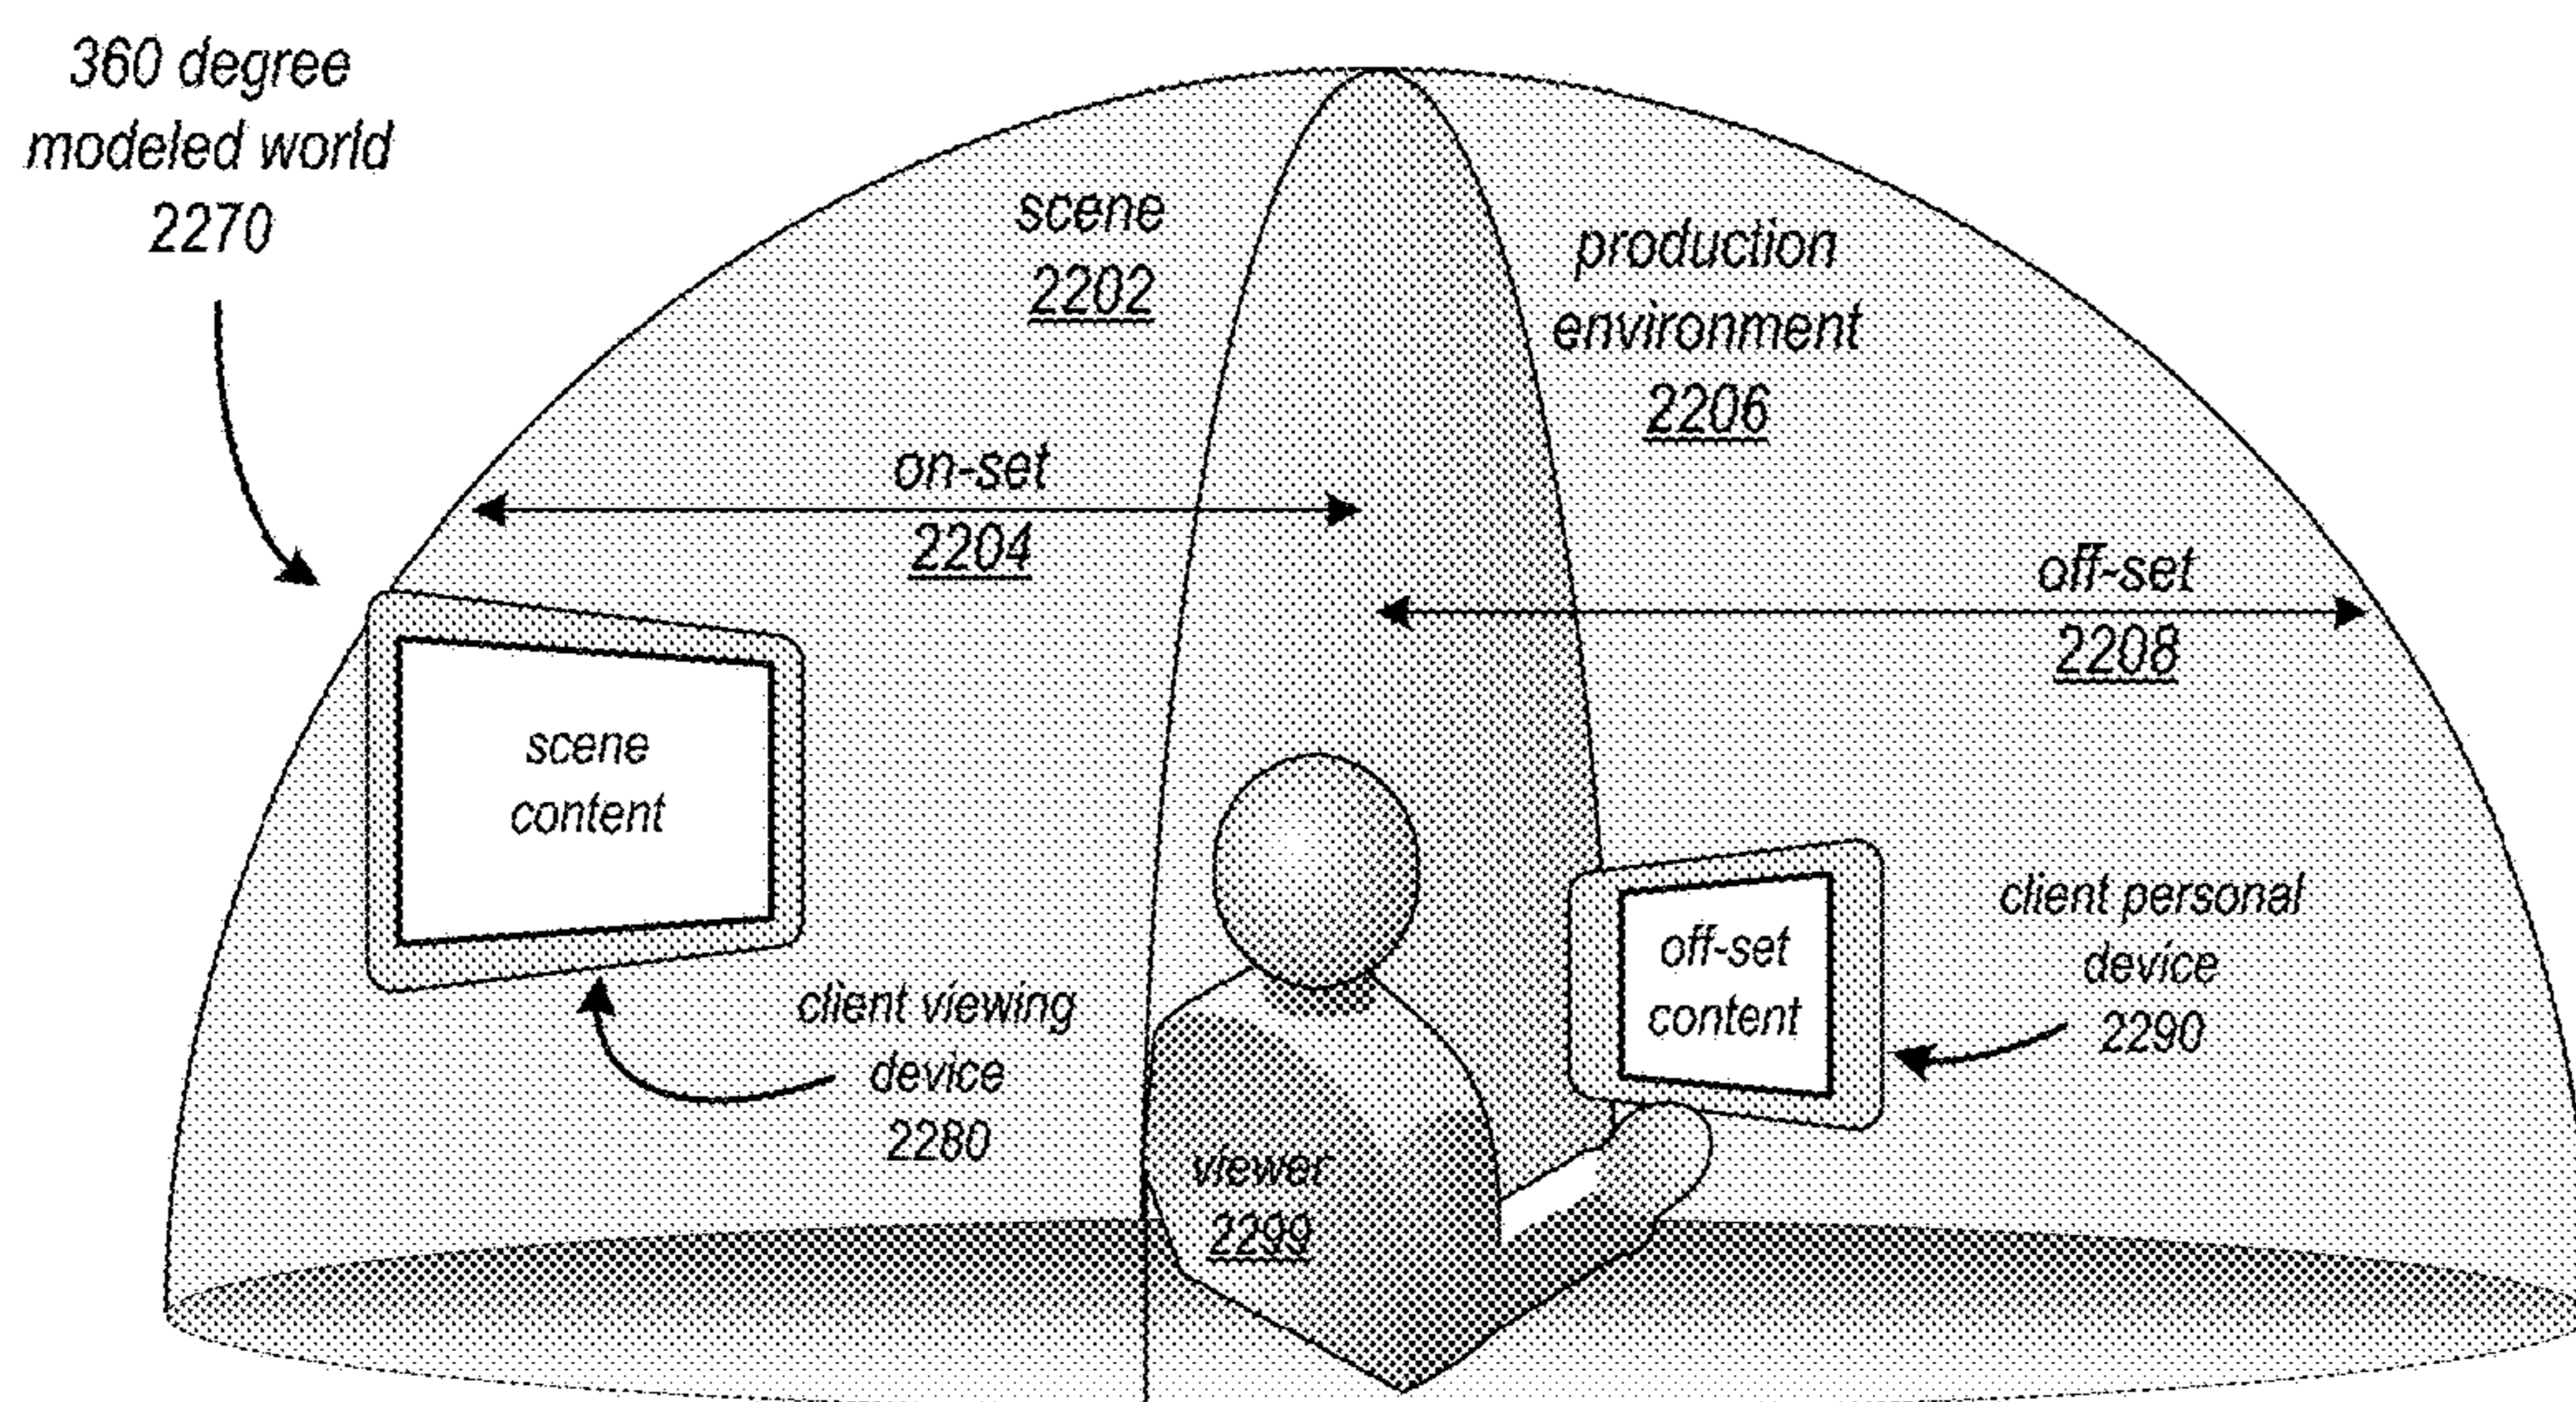 360 degree
modeled world
2270
scene
2202
production
environment
2206
on-set
2204
off-set
2208
scene
content
client viewing
device
2280
viewer
2299
off-set
content
client personal
device
2290